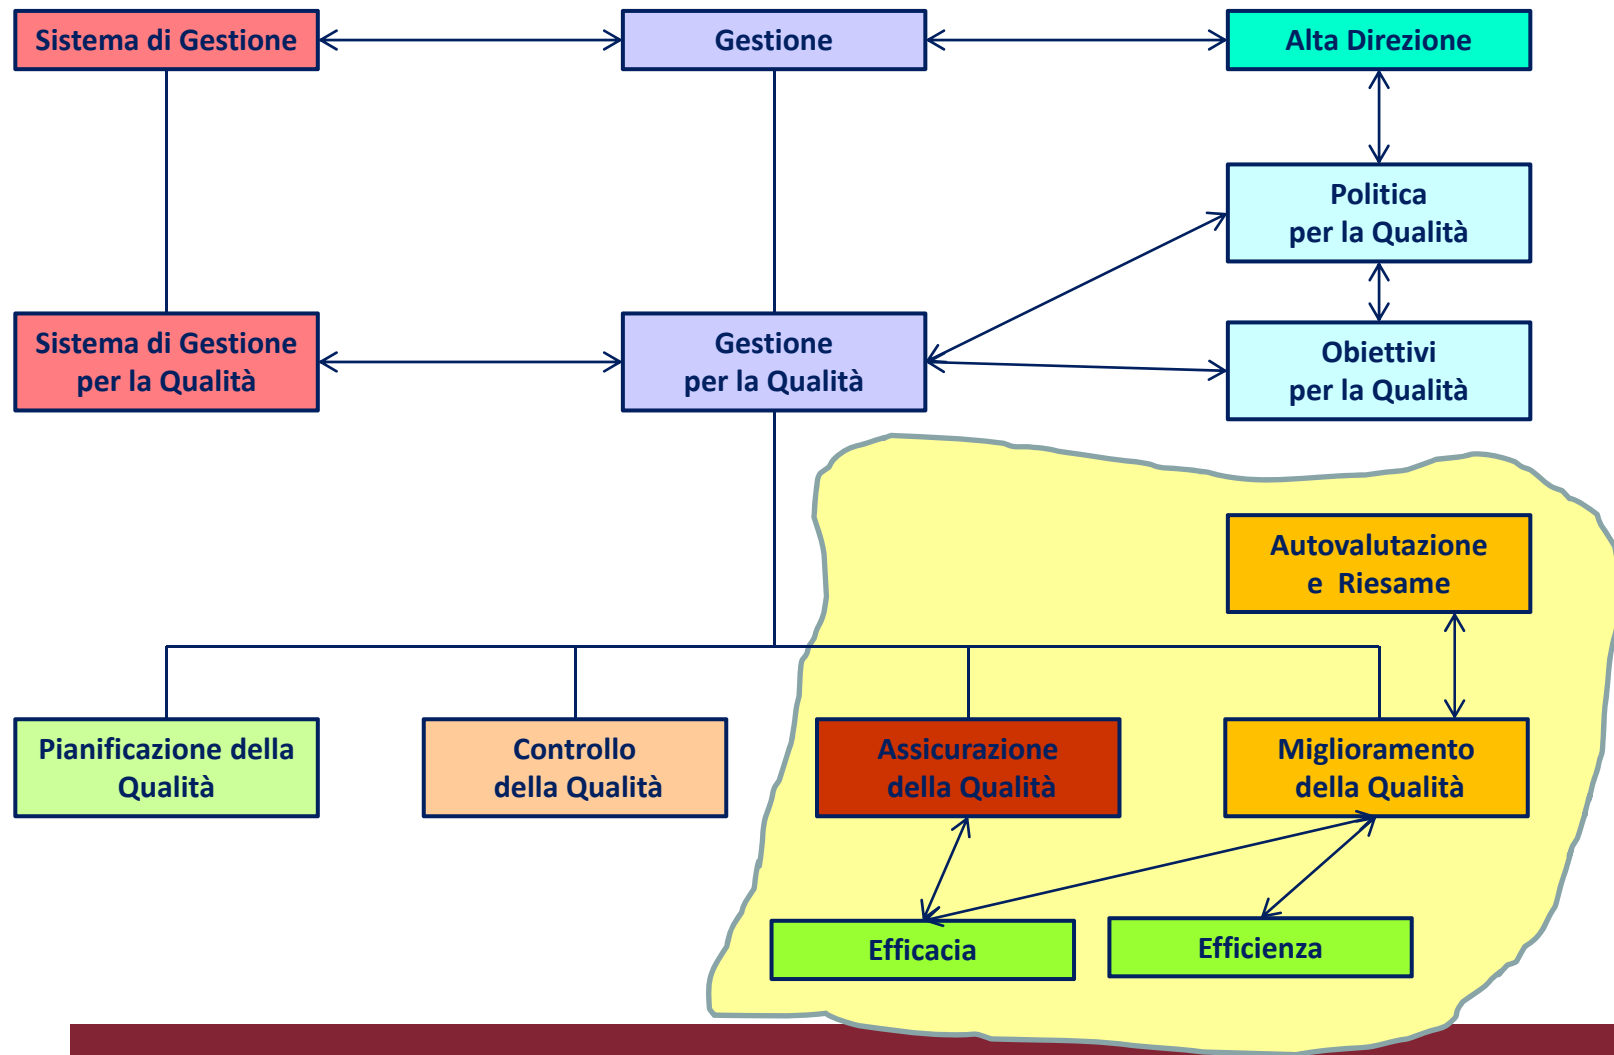 Sistema di Gestione
Gestione
Alta Direzione
Politica
per la Qualità
Sistema di Gestione
per la Qualità
Gestione
per la Qualità
Obiettivi
per la Qualità
Autovalutazione
e Riesame
Pianificazione della
Qualità
Controllo
della Qualità
Assicurazione
della Qualità
Miglioramento
della Qualità
Efficacia
Efficienza